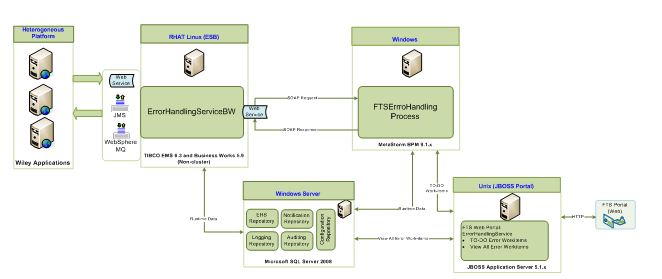 Heterogeneous
Platform
Wiley Applications
Web
Service
JMS
WebSphere
MQ
RHAT Linux (ESB)
ErrorHandlingServiceBW
TIBCO EMS 6.3 and Business Works 5.9
(Non-cluster)
Web
Service
SOAP Request
SOAP Response
Windows
FTSErroHandling
Process
MetaStorm BPM 9.1.x
Runtime Data
Runtime Data
TO-DO
Workitems
View All Error Workitems
Windows Server
EHS
Repository
Notification
Repository
Logging
Repository
Auditing
Repository
Configuration
Repository
Microsoft SQL Server 2008
Unix (JBOSS Portal)
FTS Web Portal
ErrorHandlingService
• TO-DO Error Workitems
• View All Error Workitems
JBOSS Application Server 5.1.x
HTTP
FTS Portal
(Web)